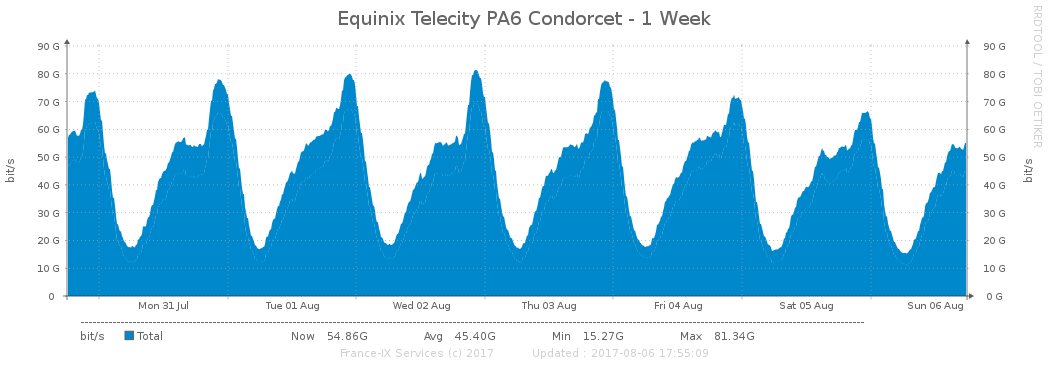 Equinix Telecity PA6 Condorcet - 1 Week
RRDTOOL / TOBI OETIKER
bit/s
90 G
80 G
70 G
60 G
50 G
40 G
30 G
20 G
10 G
0
90 G
80 G
70 G
60 G
50 G
40 G
30 G
20 G
10 G
0 G
bit/s
Mon 31 Jul Tue 01 Aug Wed 02 Aug Thu 03 Aug Fri 04 Aug Sat 05 Aug Sun 06 Aug
bit/s Total Now 54.86G Avg 45.40G Min 15.27G Max 81.34G
France-IX Services (c) 2017 Updated : 2017-08-06 17:55:09